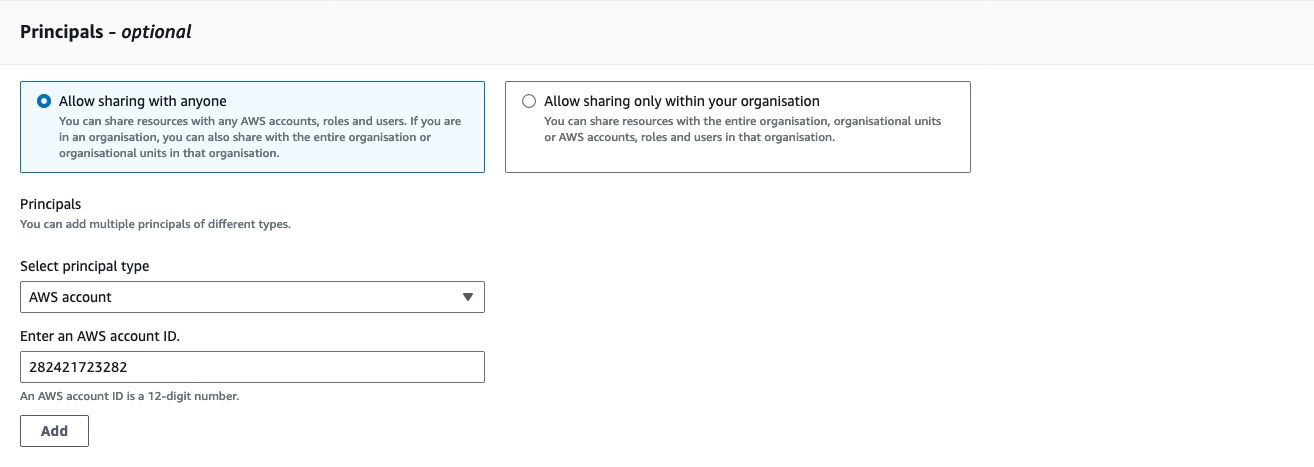 Principals - optional
Allow sharing with anyone
You can share resources with any AWS accounts, roles and users. If you are
in an organisation, you can also share with the entire organisation or
organisational units in that organisation.
Allow sharing only within your organisation
You can share resources with the entire organisation, organisational units
or AWS accounts, roles and users in that organisation.
Principals
You can add multiple principals of different types.
Select principal type
AWS account
Enter an AWS account ID.
282421723282
An AWS account ID is a 12-digit number.
Add